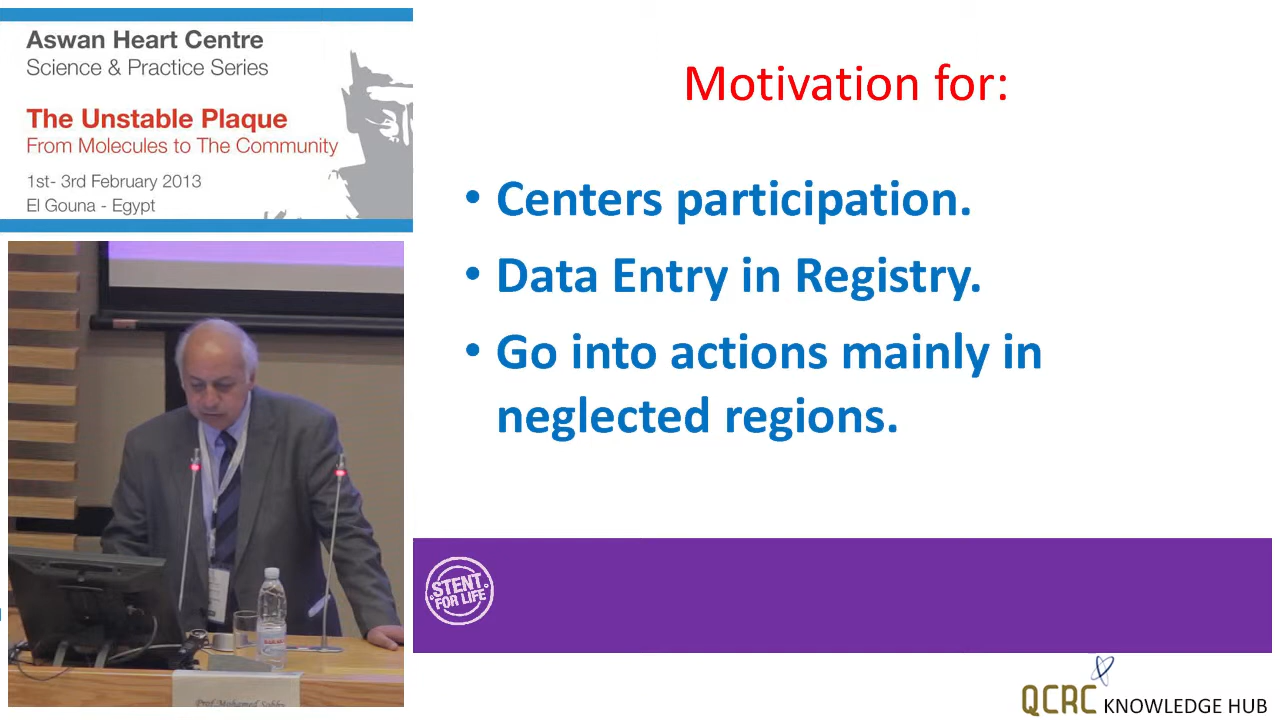 Aswan Heart Centre
Science & Practice Series
The Unstable Plaque
From Molecules to The Community
1st- 3rd February 2013
El Gouna - Egypt
Motivation for:
• Centers participation.
• Data Entry in Registry.
• Go into actions mainly in
neglected regions.
STENT
FOR LIFE
Prof Mohamed
QCRC KNOWLEDGE HUB